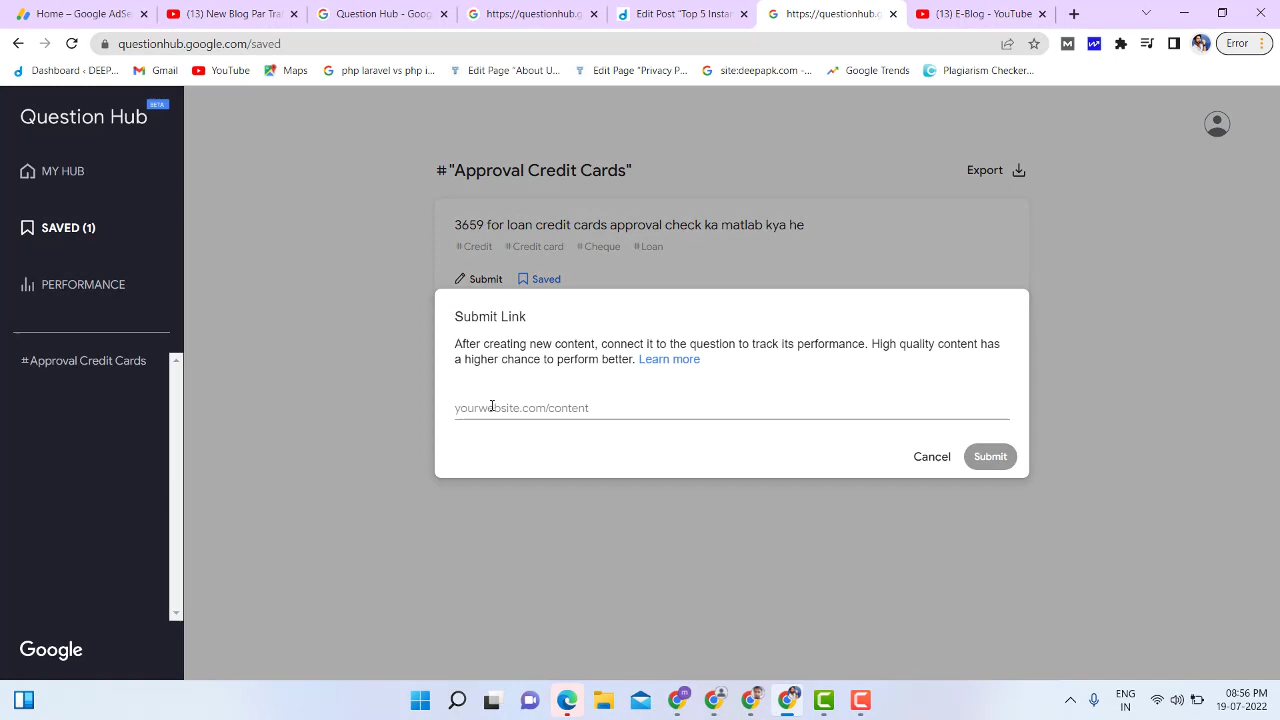 Home - Google AdSe
(13) New Blog Par Tra
Question Hub - Goog
https://questionhub.g
Edit Post "Top 5 Intar
https://questionhub.g
(13) E-Blog - YouTube
questionhub.google.com/saved
Error
Dashboard ‹ DEEP...
Gmail
YouTube
Maps
php laravel vs php i...
Edit Page "About U...
Edit Page "Privacy P...
site:deepapk.com -...
Google Trends
Plagiarism Checker...
Question Hub
BETA
MY HUB
SAVED (1)
PERFORMANCE
#Approval Credit Cards
Google
#"Approval Credit Cards"
Export
3659 for loan credit cards approval check ka matlab kya he
#Credit #Credit card #Cheque #Loan
Submit Saved
Submit Link
After creating new content, connect it to the question to track its performance. High quality content has
a higher chance to perform better. Learn more
yourwebsite.com/content
Cancel Submit
ENG
IN
08:56 PM
19-07-2022